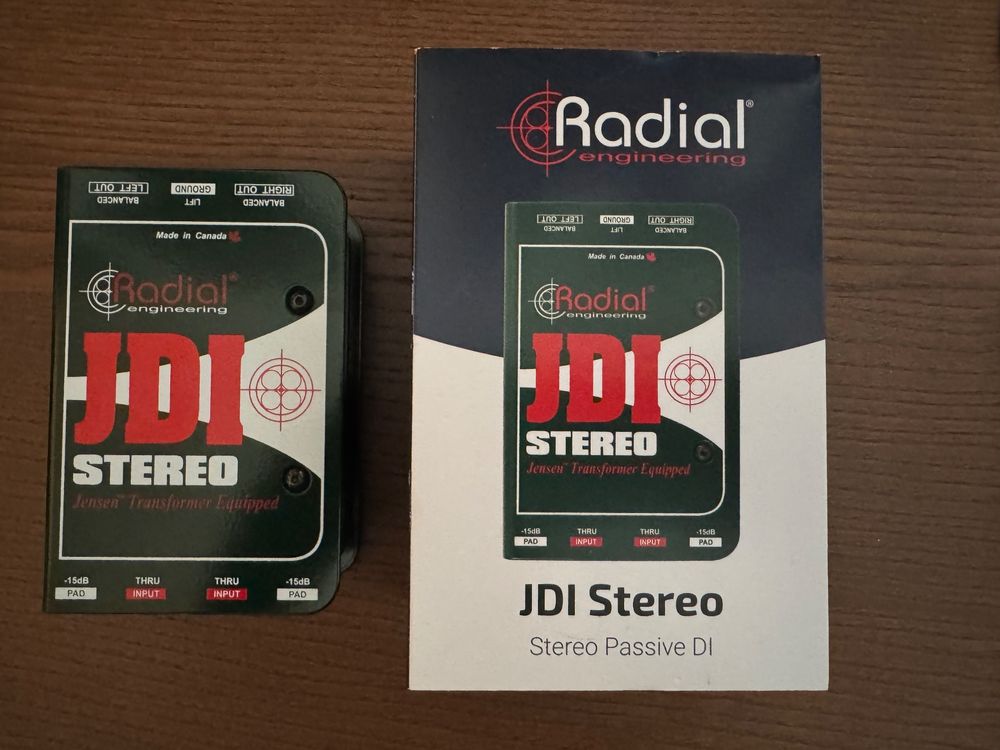 BALANCED
LEFT OUT
LIFT
GROUND
BALANCED
RIGHT OUT
Made in Canada
Radial®
engineering
JDI
STEREO
Jensen™ Transformer Equipped
-15dB
PAD
THRU
INPUT
THRU
INPUT
-15dB
PAD
Radial®
engineering
BALANCED
LEFT OUT
LIFT
GROUND
BALANCED
RIGHT OUT
Made in Canada
Radial®
engineering
JDI
STEREO
Jensen™ Transformer Equipped
-15dB
PAD
THRU
INPUT
THRU
INPUT
-15dB
PAD
JDI Stereo
Stereo Passive DI